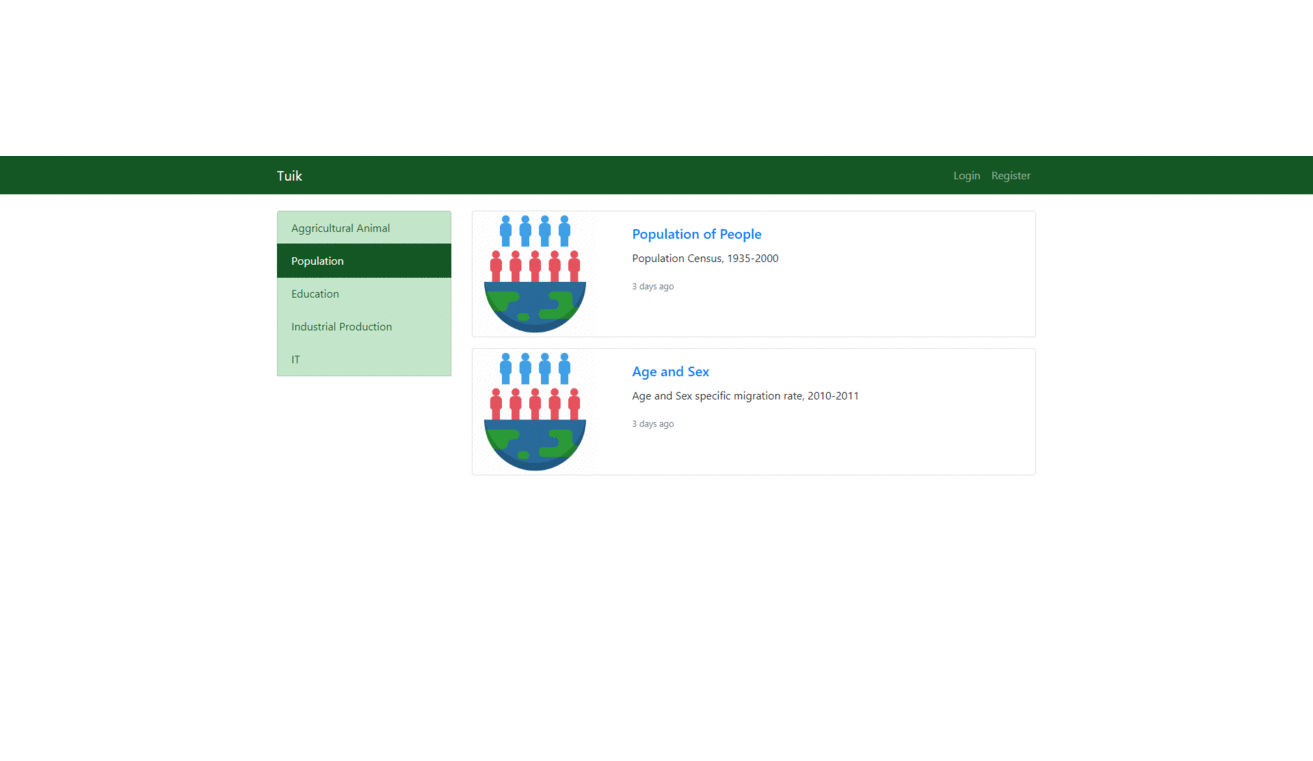 Tuik
Login Register
Aggricultural Animal
Population
Education
Industrial Production
IT
Population of People
Population Census, 1935-2000
3 days ago
Age and Sex
Age and Sex specific migration rate, 2010-2011
3 days ago